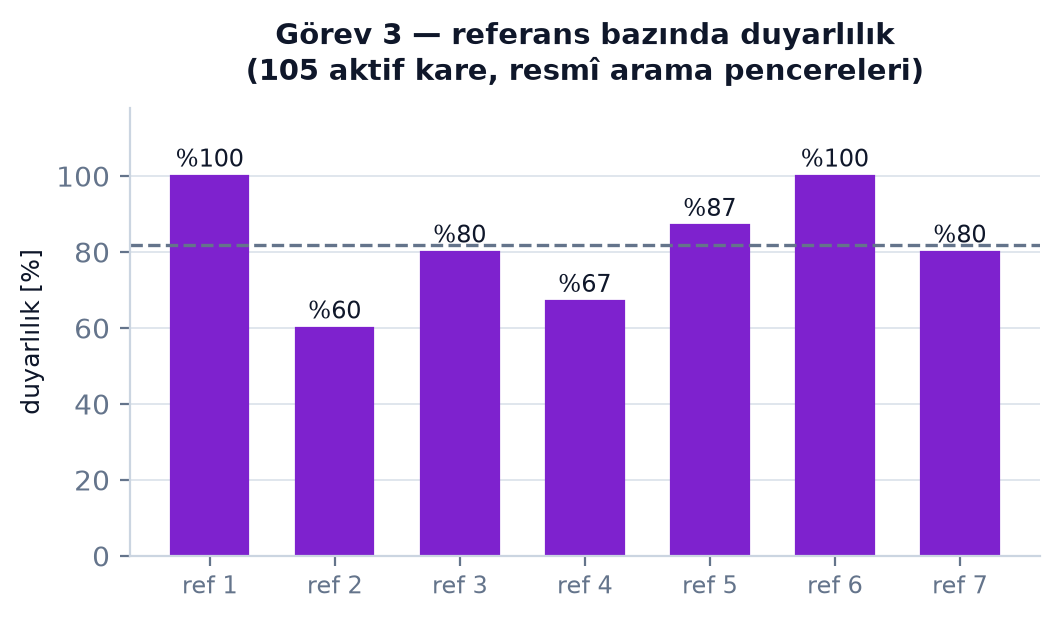 Görev 3 — referans bazında duyarlılık
(105 aktif kare, resmî arama pencereleri)
duyarlılık [%]
100
80
60
40
20
0
%100
%60
%80
%67
%87
%100
%80
ref 1
ref 2
ref 3
ref 4
ref 5
ref 6
ref 7